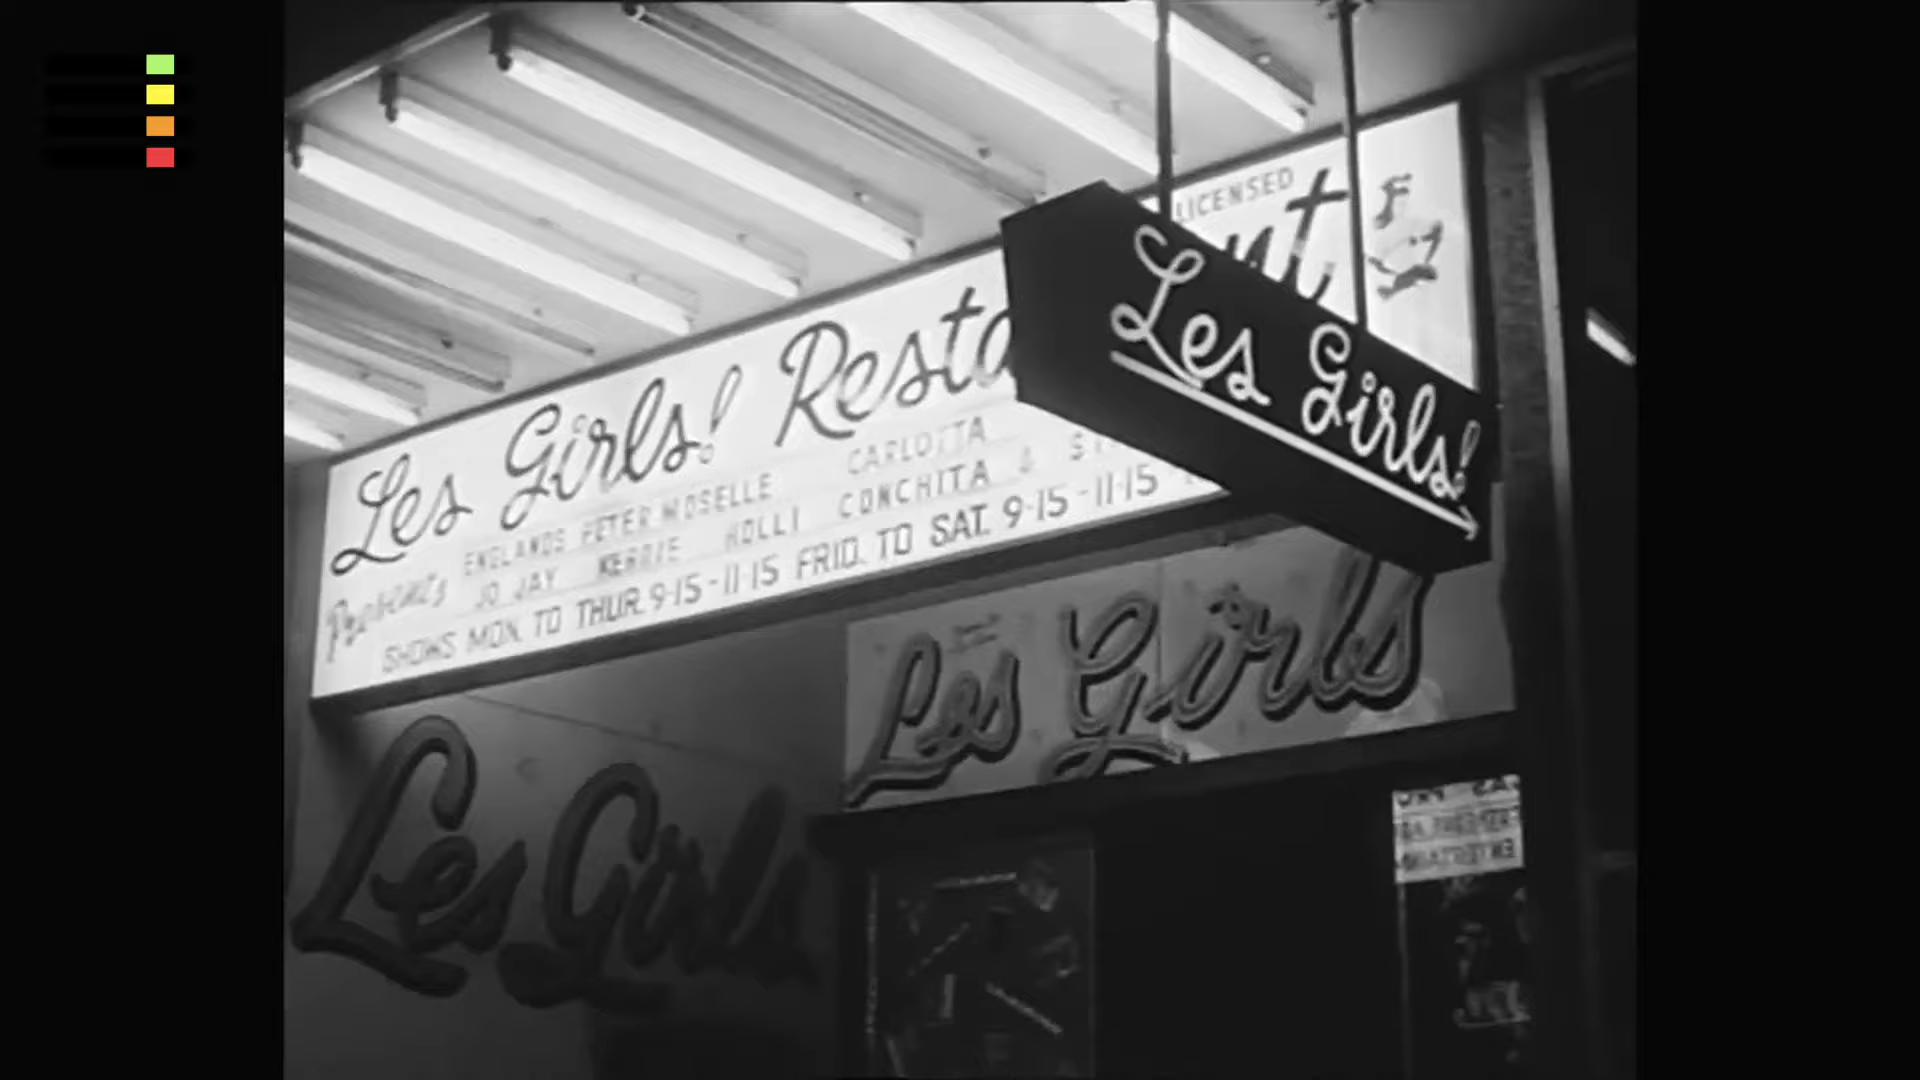 LICENSED
Les Girls! Resta nt
Presents ENGLANDS PETER MOSELLE CARLOTTA
JO JAY KERRIE HOLLI CONCHITA &
SHOWS MON. TO THUR. 9·15-11·15 FRID. TO SAT. 9·15-11·15
Les Girls!
Les Girls
Les Girls